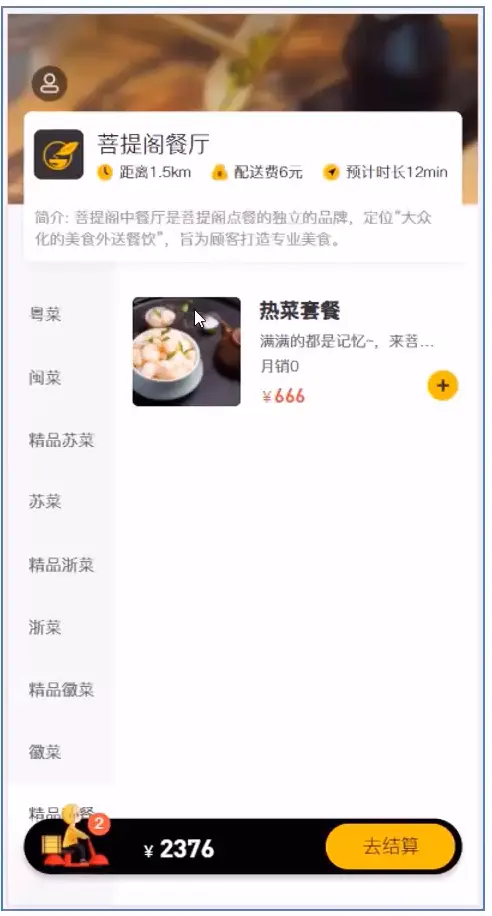 菩提阁餐厅
距离1.5km 配送费6元 预计时长12min
简介: 菩提阁中餐厅是菩提阁点餐的独立的品牌，定位“大众
化的美食外送餐饮”，旨为顾客打造专业美食。
粤菜
闽菜
精品苏菜
苏菜
精品浙菜
浙菜
精品徽菜
徽菜
精品
餐
热菜套餐
满满的都是记忆~，来菩...
月销0
￥666
+
2
￥ 2376
去结算